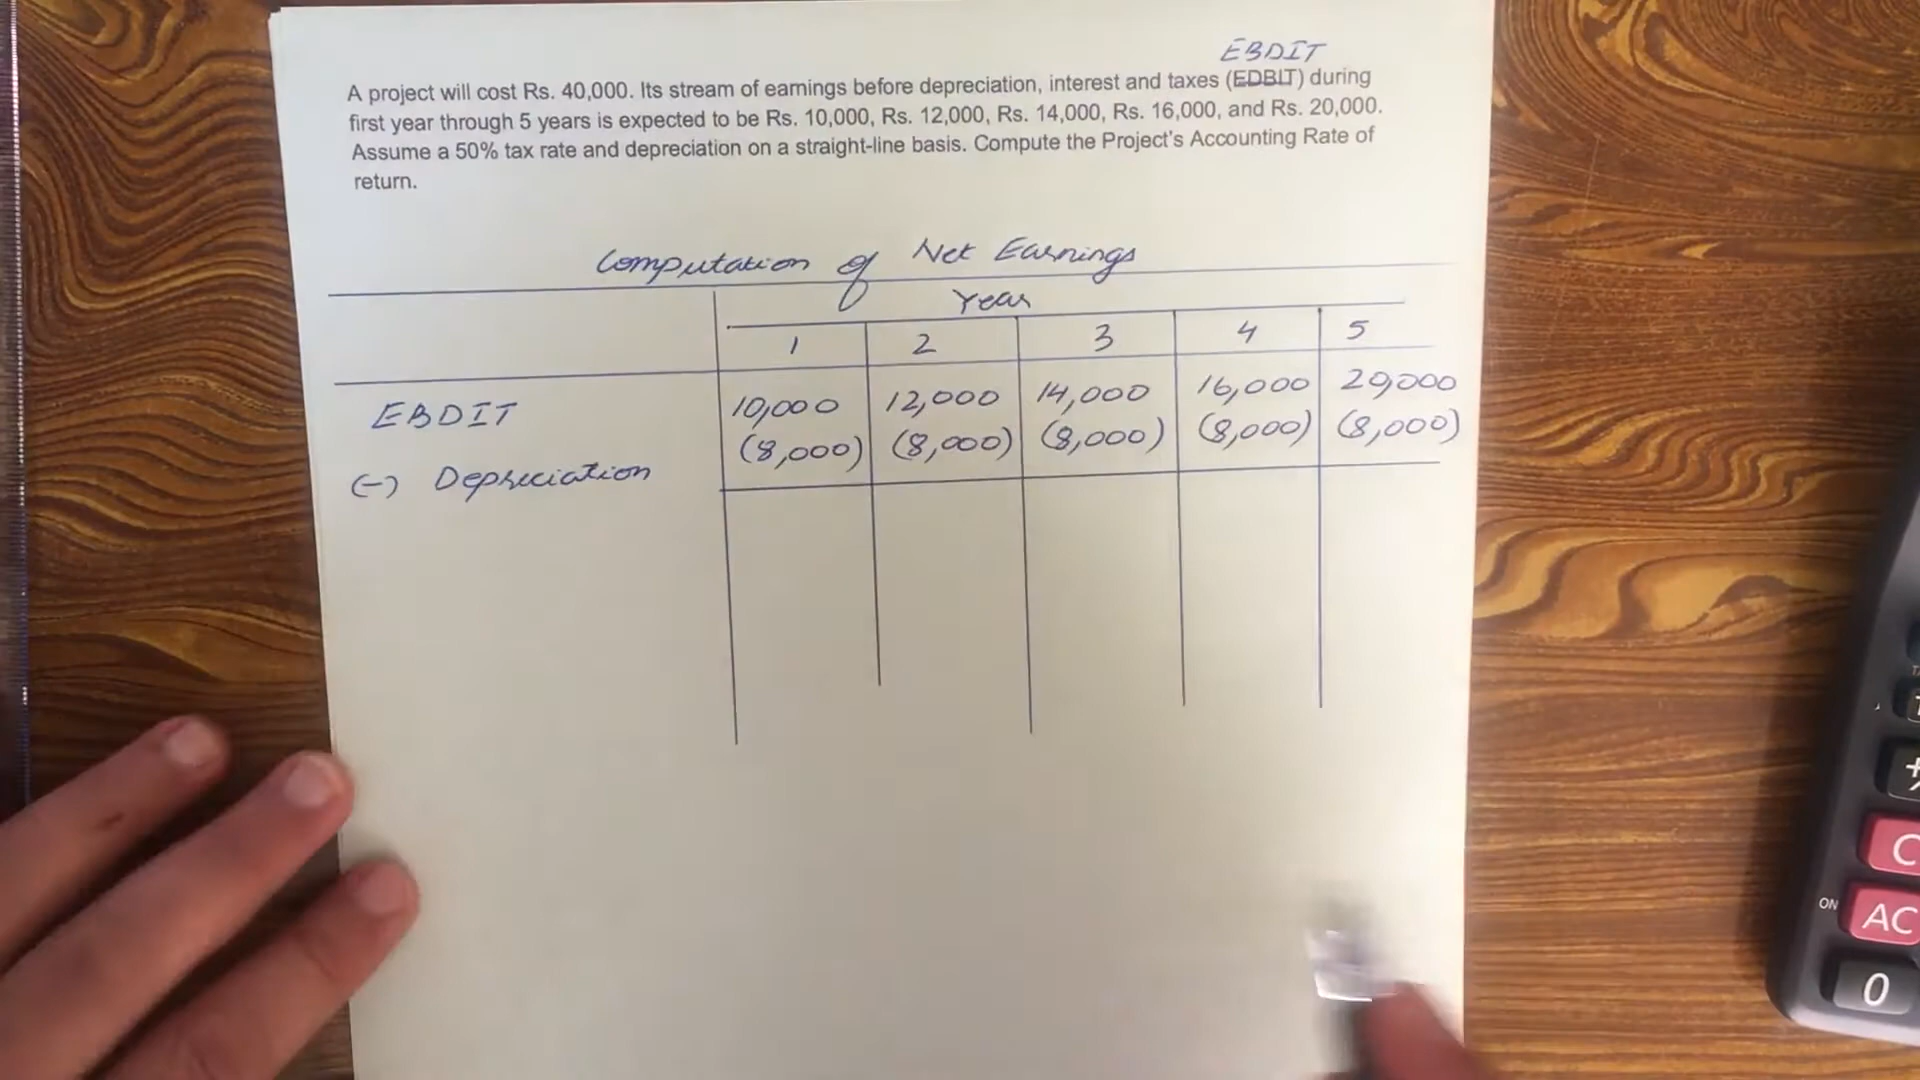 EBDIT
A project will cost Rs. 40,000. Its stream of earnings before depreciation, interest and taxes (EDBIT) during
first year through 5 years is expected to be Rs. 10,000, Rs. 12,000, Rs. 14,000, Rs. 16,000, and Rs. 20,000.
Assume a 50% tax rate and depreciation on a straight-line basis. Compute the Project's Accounting Rate of
return.
Computation of Net Earnings
Year
1 2 3 4 5
EBDIT 10,000 12,000 14,000 16,000 20,000
(-) Depreciation (8,000) (8,000) (8,000) (8,000) (8,000)
C
ON AC
0